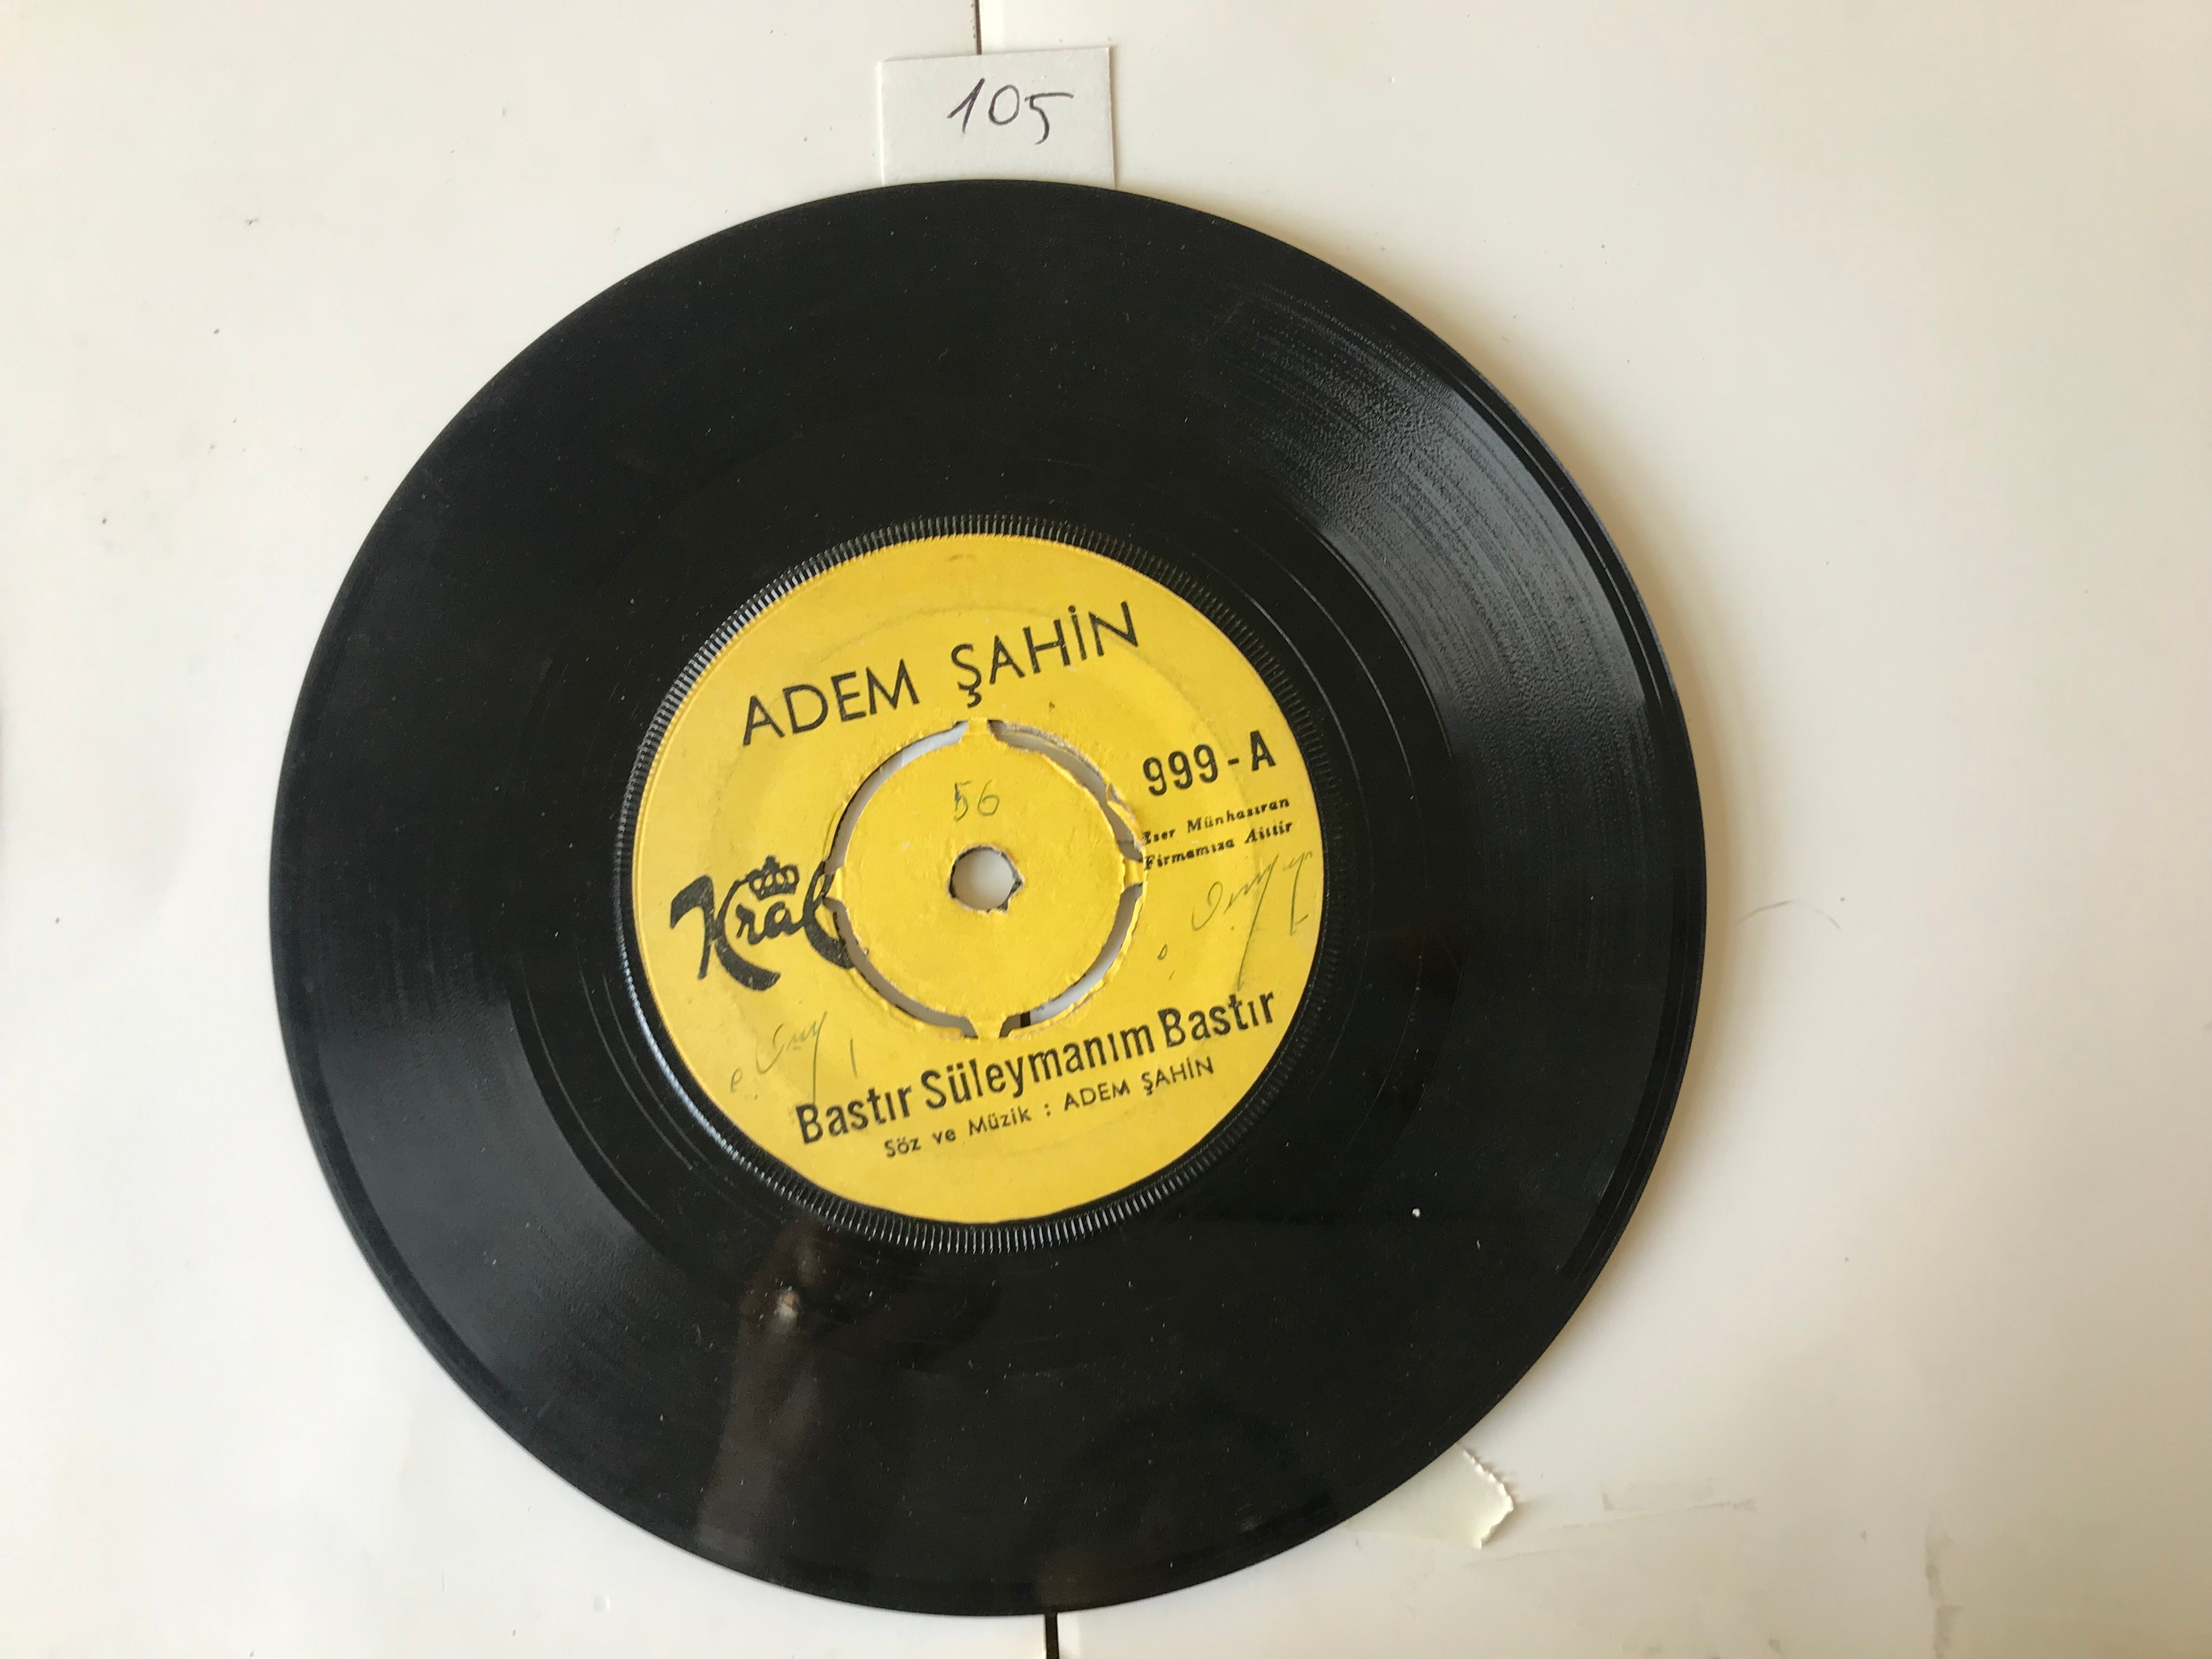 105
ADEM ŞAHİN
999-A
Eser Münhasıran
Firmamıza Aittir
56
Kral
Bastır Süleymanım Bastır
Söz ve Müzik : ADEM ŞAHİN